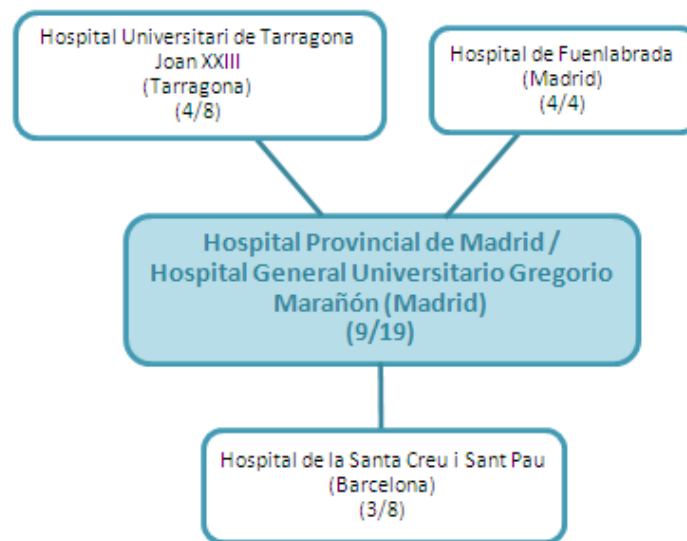 Hospital Universitari de Tarragona
Joan XXIII
(Tarragona)
(4/8)
Hospital de Fuenlabrada
(Madrid)
(4/4)
Hospital Provincial de Madrid /
Hospital General Universitario Gregorio
Marañón (Madrid)
(9/19)
Hospital de la Santa Creu i Sant Pau
(Barcelona)
(3/8)